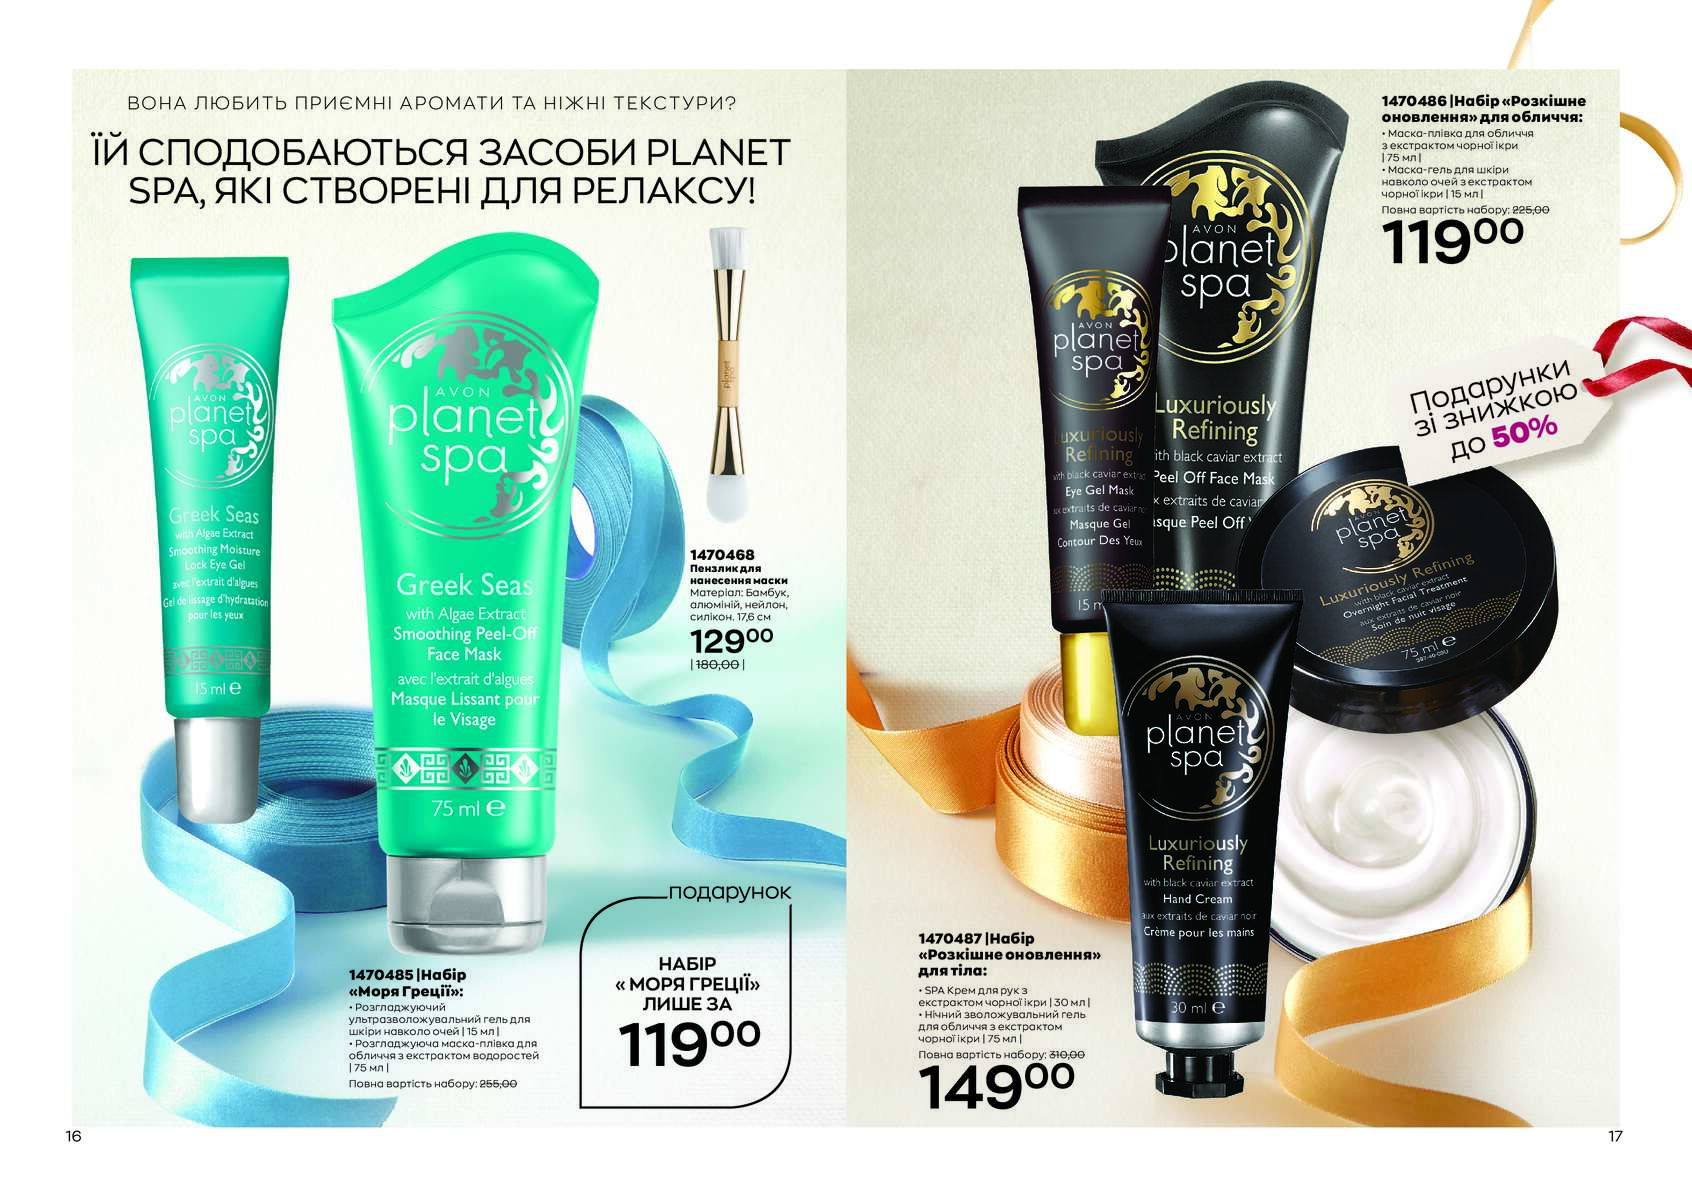 ВОНА ЛЮБИТЬ ПРИЄМНІ АРОМАТИ ТА НІЖНІ ТЕКСТУРИ?
ЇЙ СПОДОБАЮТЬСЯ ЗАСОБИ PLANET
SPA, ЯКІ СТВОРЕНІ ДЛЯ РЕЛАКСУ!
AVON
planet
spa
Greek Seas
with Algae Extract
Smoothing Moisture
Lock Eye Gel
avec l'extrait d'algues
Gel de lissage d'hydratation
pour les yeux
15 ml e
AVON
planet
spa
Greek Seas
with Algae Extract
Smoothing Peel-Off
Face Mask
avec l'extrait d'algues
Masque Lissant pour
le Visage
75 ml e
planet
spa
1470468
Пензлик для
нанесення маски
Матеріал: Бамбук,
алюміній, нейлон,
силікон. 17,6 см
12900
| 180,00 |
1470485 | Набір
«Моря Греції»:
• Розгладжуючий
ультразволожувальний гель для
шкіри навколо очей | 15 мл |
• Розгладжуюча маска-плівка для
обличчя з екстрактом водоростей
| 75 мл |
Повна вартість набору: 255,00
подарунок
НАБІР
« МОРЯ ГРЕЦІЇ»
ЛИШЕ ЗА
11900
16
1470486 | Набір «Розкішне
оновлення» для обличчя:
• Маска-плівка для обличчя
з екстрактом чорної ікри
| 75 мл |
• Маска-гель для шкіри
навколо очей з екстрактом
чорної ікри | 15 мл |
Повна вартість набору: 225,00
11900
Подарунки
зі знижкою
до 50%
AVON
planet
spa
Luxuriously
Refining
with black caviar extract
Eye Gel Mask
aux extraits de caviar noir
Masque Gel
Contour Des Yeux
15 m
AVON
planet
spa
Luxuriously
Refining
with black caviar extract
Peel Off Face Mask
aux extraits de caviar
Masque Peel Off
AVON
planet
spa
Luxuriously Refining
with black caviar extract
Overnight Facial Treatment
aux extraits de caviar noir
Soin de nuit visage
75 ml e
AVON
planet
spa
Luxuriously
Refining
with black caviar extract
Hand Cream
aux extraits de caviar noir
Crème pour les mains
30 ml e
1470487 | Набір
«Розкішне оновлення»
для тіла:
• SPA Крем для рук з
екстрактом чорної ікри | 30 мл |
• Нічний зволожувальний гель
для обличчя з екстрактом
чорної ікри | 75 мл |
Повна вартість набору: 310,00
14900
17